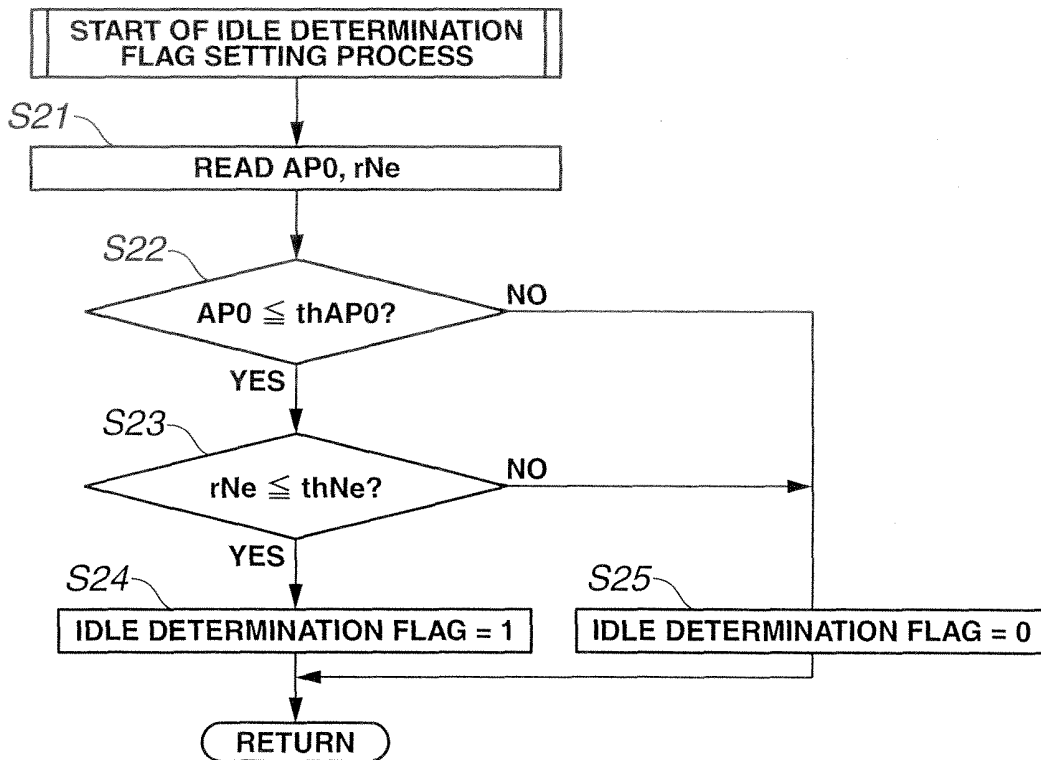 START OF IDLE DETERMINATION
FLAG SETTING PROCESS
S21
READ AP0, rNe
S22
AP0 ≦ thAP0?
NO
YES
S23
rNe ≦ thNe?
NO
YES
S24
IDLE DETERMINATION FLAG = 1
S25
IDLE DETERMINATION FLAG = 0
RETURN